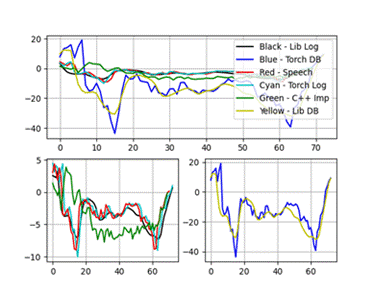 20
0
−20
−40
0 10 20 30 40 50 60 70
Black - Lib Log
Blue - Torch DB
Red - Speech
Cyan - Torch Log
Green - C++ Imp
Yellow - Lib DB
5
0
−5
−10
0 20 40 60
20
0
−20
−40
0 20 40 60